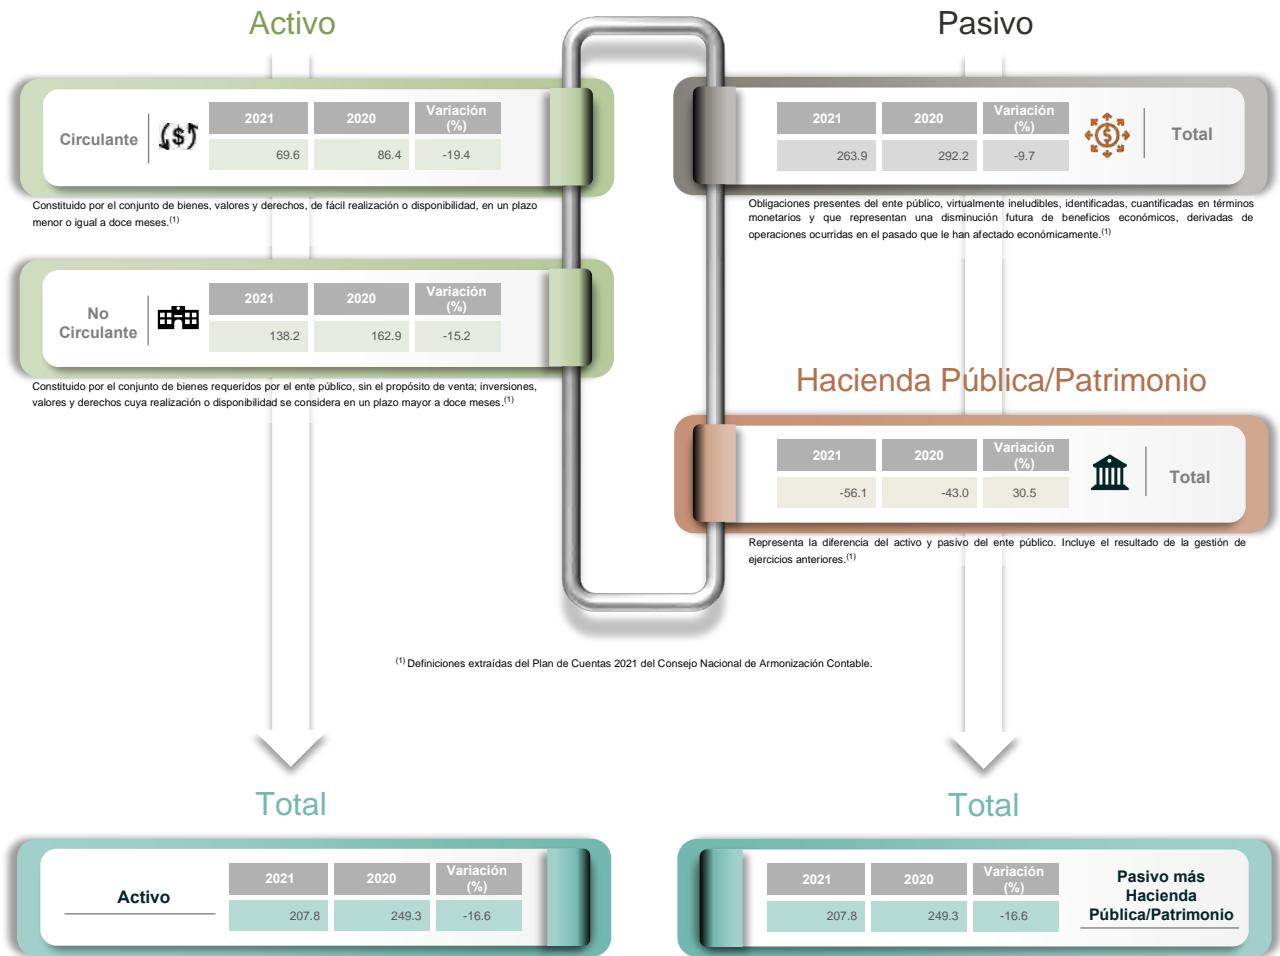 Activo
Circulante
2021 2020 Variación (%)
69.6 86.4 -19.4
Constituido por el conjunto de bienes, valores y derechos, de fácil realización o disponibilidad, en un plazo
menor o igual a doce meses.(1)
No
Circulante
2021 2020 Variación (%)
138.2 162.9 -15.2
Constituido por el conjunto de bienes requeridos por el ente público, sin el propósito de venta; inversiones,
valores y derechos cuya realización o disponibilidad se considera en un plazo mayor a doce meses.(1)
Pasivo
2021 2020 Variación (%)
263.9 292.2 -9.7
Total
Obligaciones presentes del ente público, virtualmente ineludibles, identificadas, cuantificadas en términos
monetarios y que representan una disminución futura de beneficios económicos, derivadas de
operaciones ocurridas en el pasado que le han afectado económicamente.(1)
Hacienda Pública/Patrimonio
2021 2020 Variación (%)
-56.1 -43.0 30.5
Total
Representa la diferencia del activo y pasivo del ente público. Incluye el resultado de la gestión de
ejercicios anteriores.(1)
(1) Definiciones extraídas del Plan de Cuentas 2021 del Consejo Nacional de Armonización Contable.
Total
Activo
2021 2020 Variación (%)
207.8 249.3 -16.6
Total
2021 2020 Variación (%)
207.8 249.3 -16.6
Pasivo más
Hacienda
Pública/Patrimonio